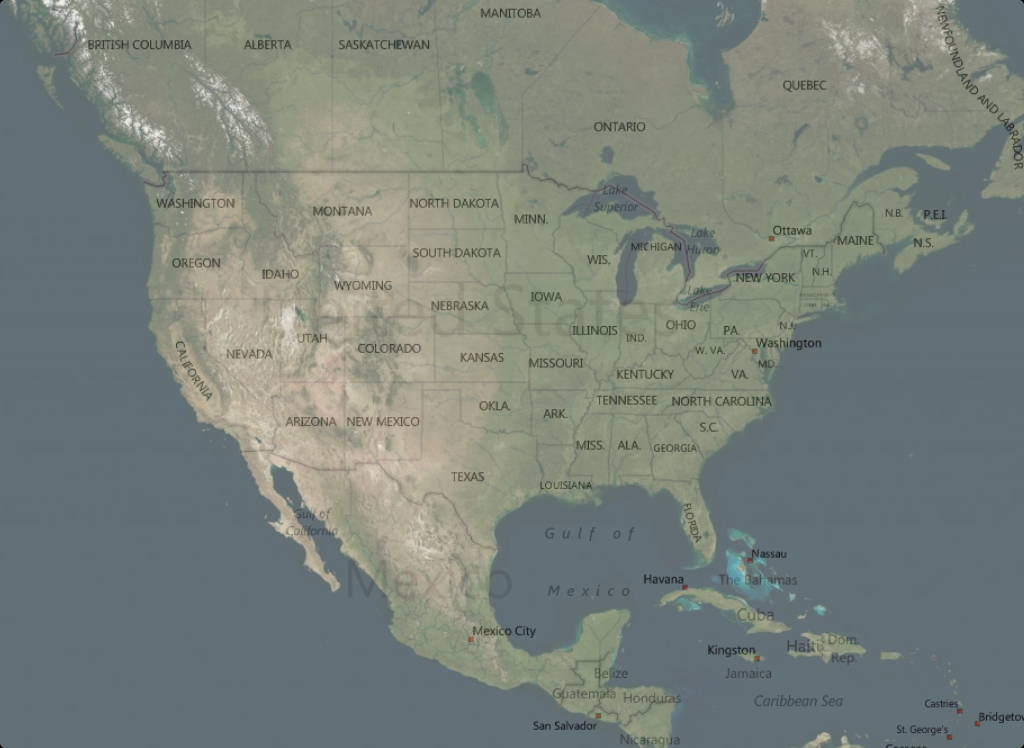 MANITOBA
BRITISH COLUMBIA
ALBERTA
SASKATCHEWAN
NEWFOUNDLAND AND LABRADOR
QUEBEC
ONTARIO
Lake
Superior
WASHINGTON
MONTANA
NORTH DAKOTA
MINN.
N.B.
P.E.I.
Ottawa
Lake
Huron
MICHIGAN
MAINE
N.S.
OREGON
IDAHO
SOUTH DAKOTA
WIS.
VT.
N.H.
WYOMING
NEW YORK
Lake
Erie
IOWA
NEBRASKA
United States
ILLINOIS
IND.
OHIO
PA.
N.J.
UTAH
Washington
NEVADA
COLORADO
KANSAS
MISSOURI
W. VA.
MD.
CALIFORNIA
KENTUCKY
VA.
TENNESSEE
NORTH CAROLINA
OKLA.
ARK.
ARIZONA
NEW MEXICO
S.C.
MISS.
ALA.
GEORGIA
TEXAS
LOUISIANA
FLORIDA
Gulf of
California
Gulf of
Mexico
Nassau
The Bahamas
Mexico
Havana
Cuba
Mexico City
Haiti
Dom.
Rep.
Kingston
Jamaica
Belize
Guatemala
Honduras
Caribbean Sea
Castries
San Salvador
Bridgetow
St. George's
Nicaragua